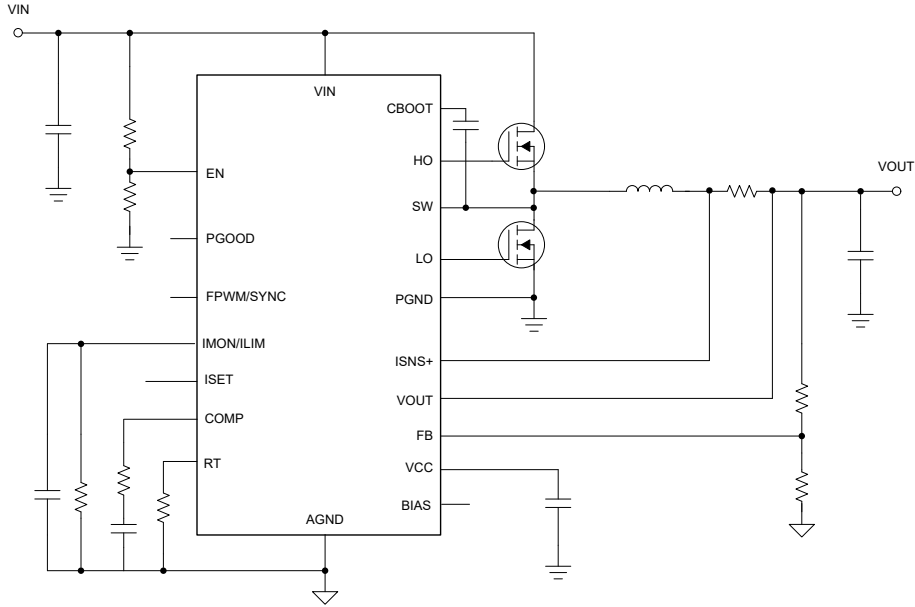 VIN
VIN
CBOOT
HO
EN
VOUT
SW
PGOOD
LO
FPWM/SYNC
PGND
IMON/ILIM
ISNS+
ISET
VOUT
COMP
FB
RT
VCC
BIAS
AGND